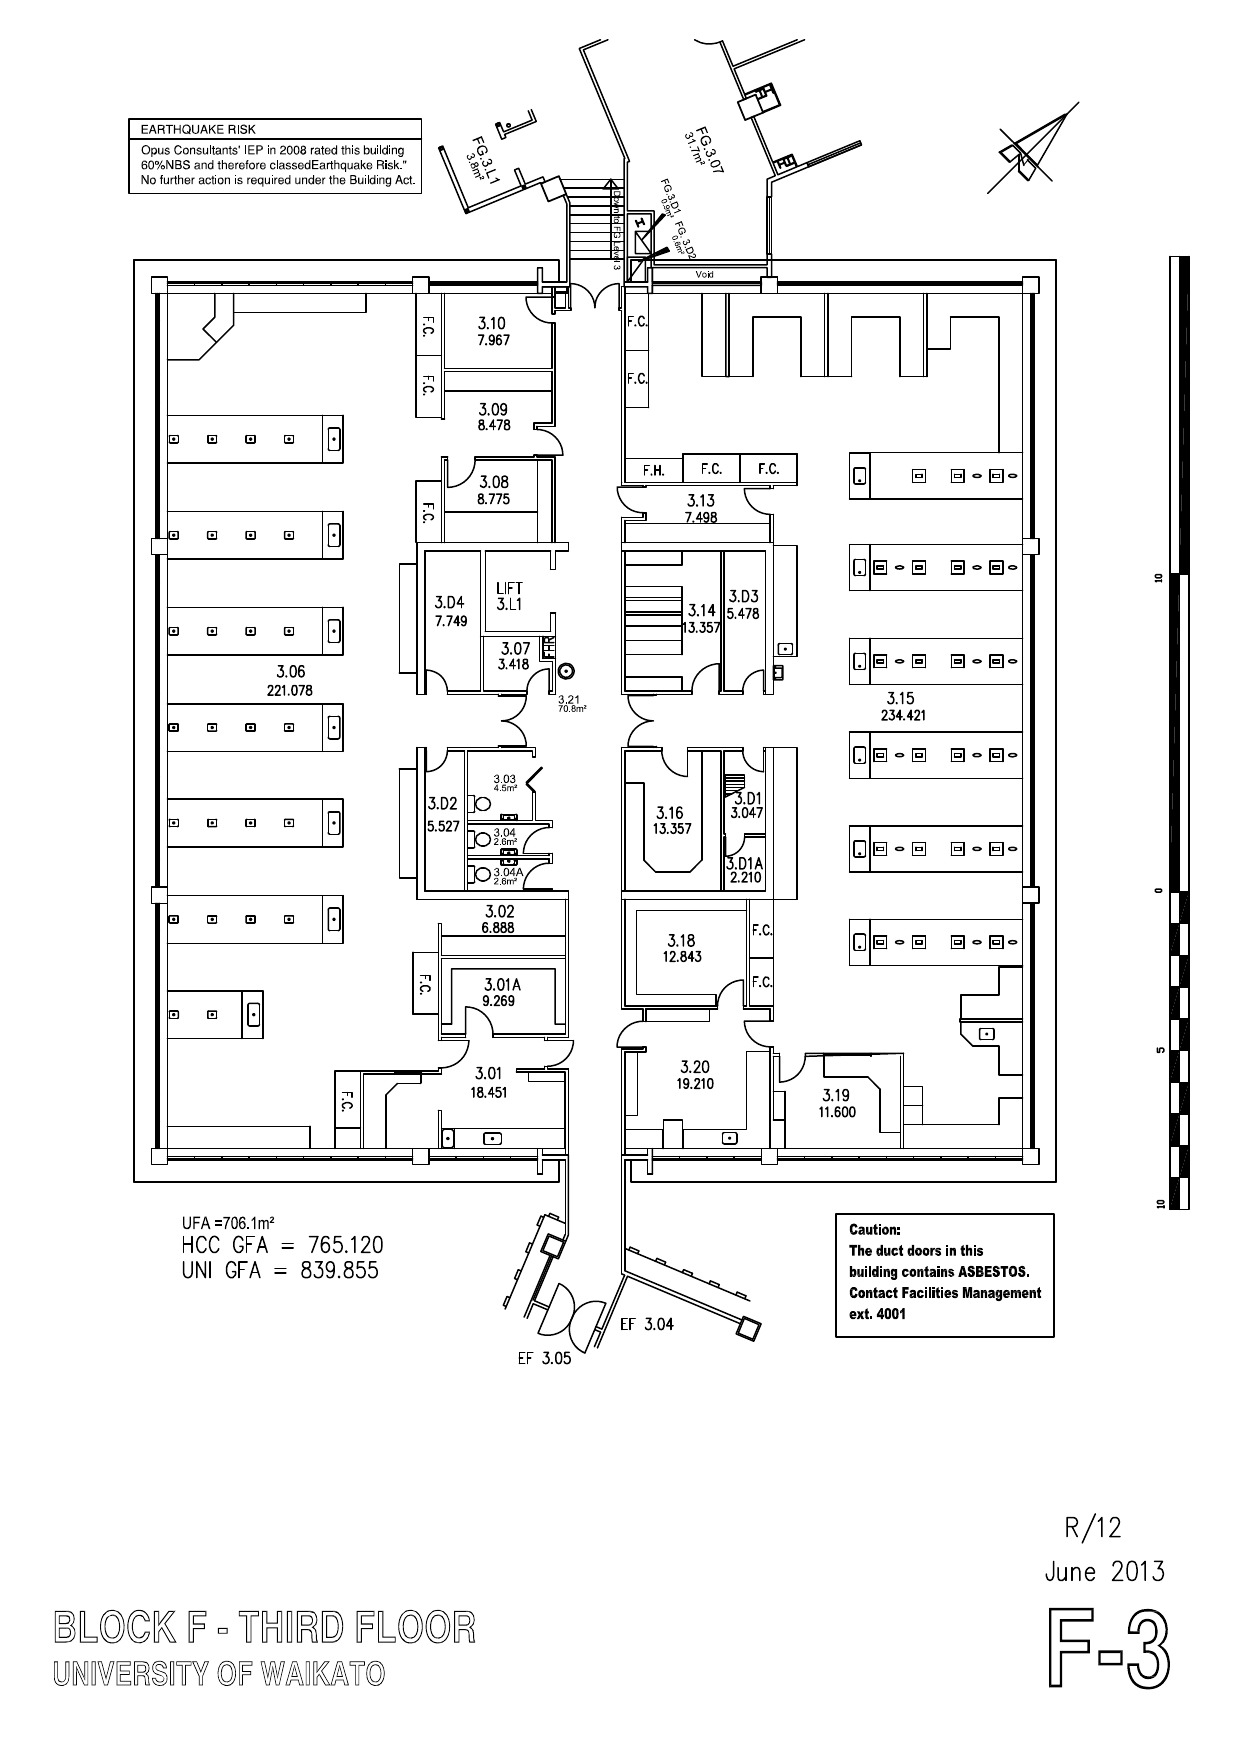 EARTHQUAKE RISK
Opus Consultants' IEP in 2008 rated this building
60%NBS and therefore classedEarthquake Risk."
No further action is required under the Building Act.
FG.3.L1
3.8m²
FG.3.07
31.7m²
FG.3.D1
0.9m²
FG. 3.D2
0.6m²
Down to FG Level 3
Void
F.C.
3.10
7.967
F.C.
F.C.
F.C.
3.09
8.478
F.H.
F.C.
F.C.
3.08
8.775
F.C.
3.13
7.498
LIFT
3.L1
3.D4
7.749
3.14
13.357
3.D3
5.478
3.07
3.418
FHR
3.06
221.078
3.21
70.8m²
3.15
234.421
3.03
4.5m²
3.D2
5.527
3.04
2.6m²
3.04A
2.6m²
3.16
13.357
3.D1
3.047
3.D1A
2.210
3.02
6.888
3.18
12.843
F.C.
F.C.
F.C.
3.01A
9.269
3.01
18.451
F.C.
3.20
19.210
3.19
11.600
10
0
5
10
UFA =706.1m²
HCC GFA = 765.120
UNI GFA = 839.855
Caution:
The duct doors in this
building contains ASBESTOS.
Contact Facilities Management
ext. 4001
EF 3.04
EF 3.05
R/12
June 2013
F-3
BLOCK F - THIRD FLOOR
UNIVERSITY OF WAIKATO